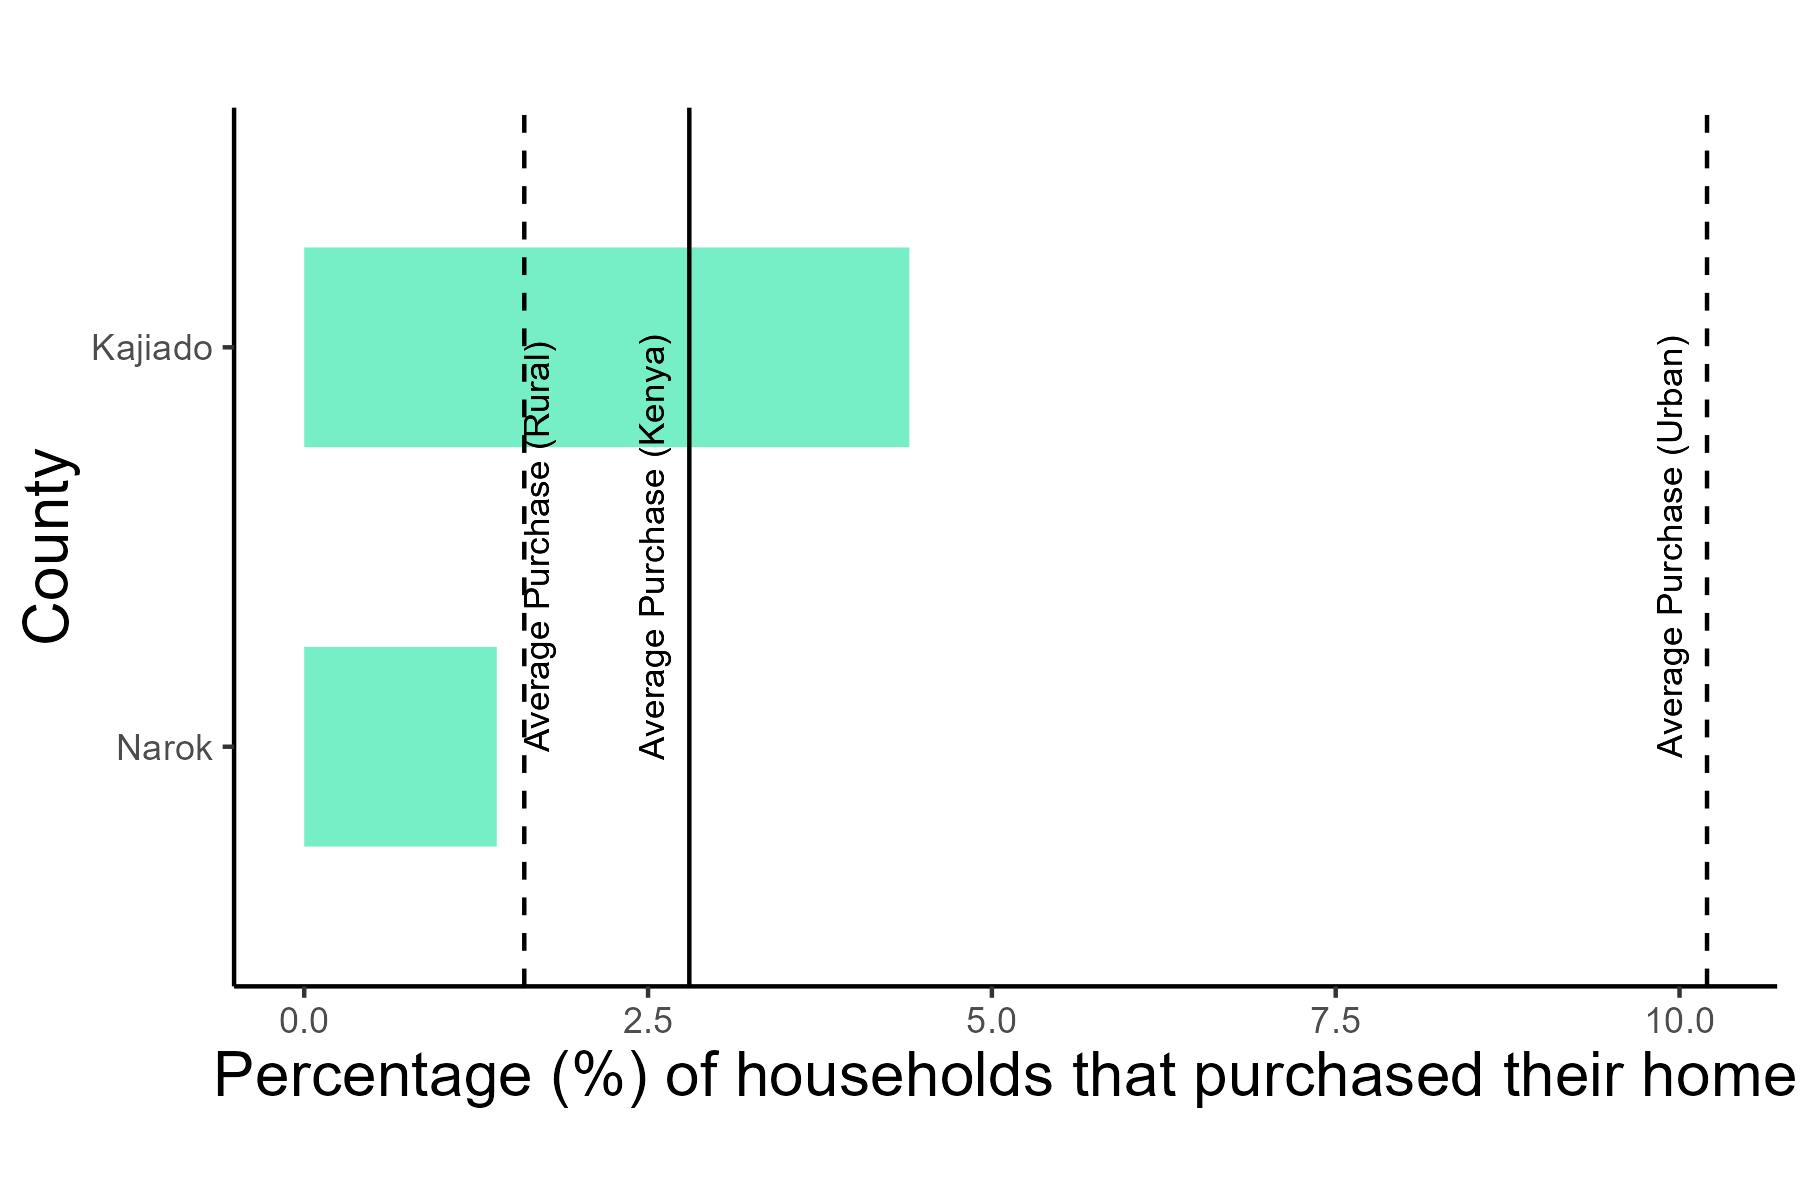 County
Kajiado
Narok
Average Purchase (Rural)
Average Purchase (Kenya)
Average Purchase (Urban)
0.0
2.5
5.0
7.5
10.0
Percentage (%) of households that purchased their home